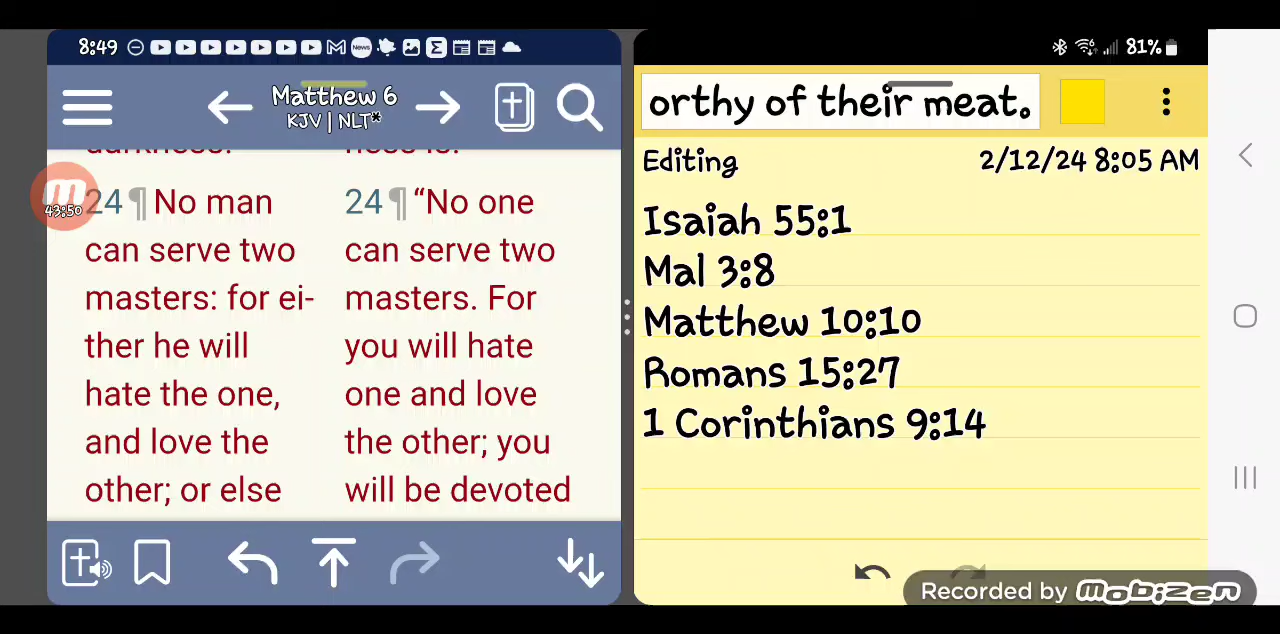 8:49
News
81%
Matthew 6
KJV | NLT*
orthy of their meat.
Editing
2/12/24 8:05 AM
43:50
24 ¶ No man
can serve two
masters: for ei-
ther he will
hate the one,
and love the
other; or else
24 ¶ “No one
can serve two
masters. For
you will hate
one and love
the other; you
will be devoted
Isaiah 55:1
Mal 3:8
Matthew 10:10
Romans 15:27
1 Corinthians 9:14
Recorded by mobizen